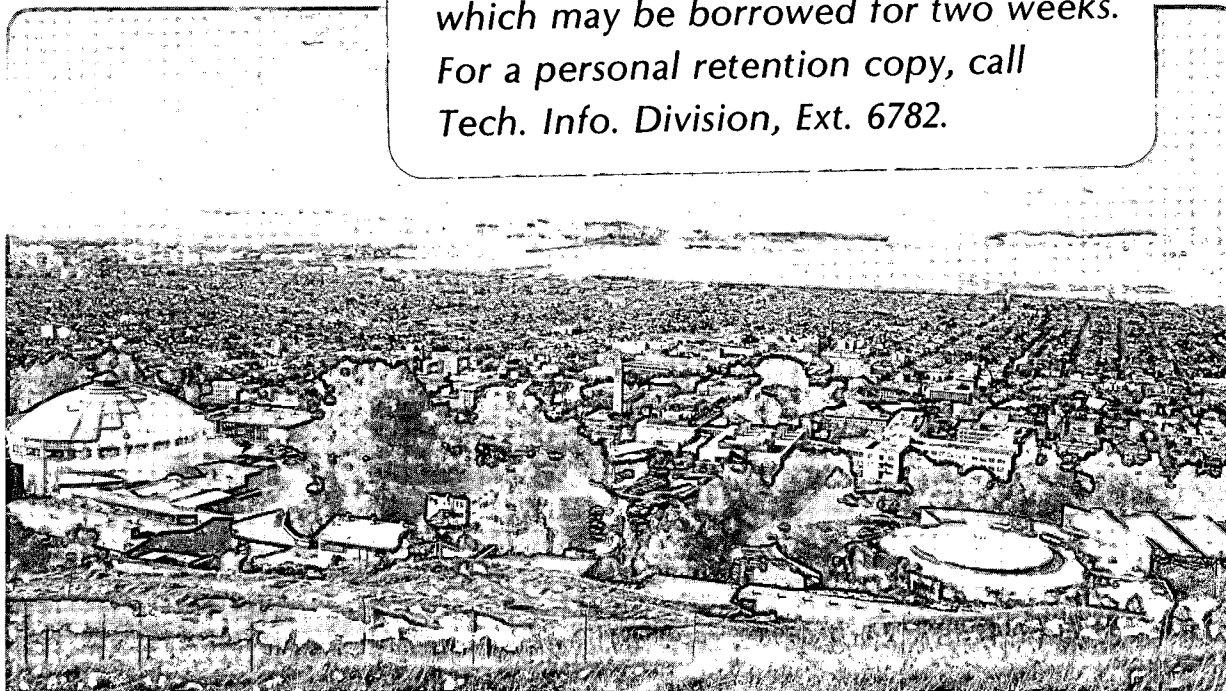 which may be borrowed for two weeks.
For a personal retention copy, call
Tech. Info. Division, Ext. 6782.